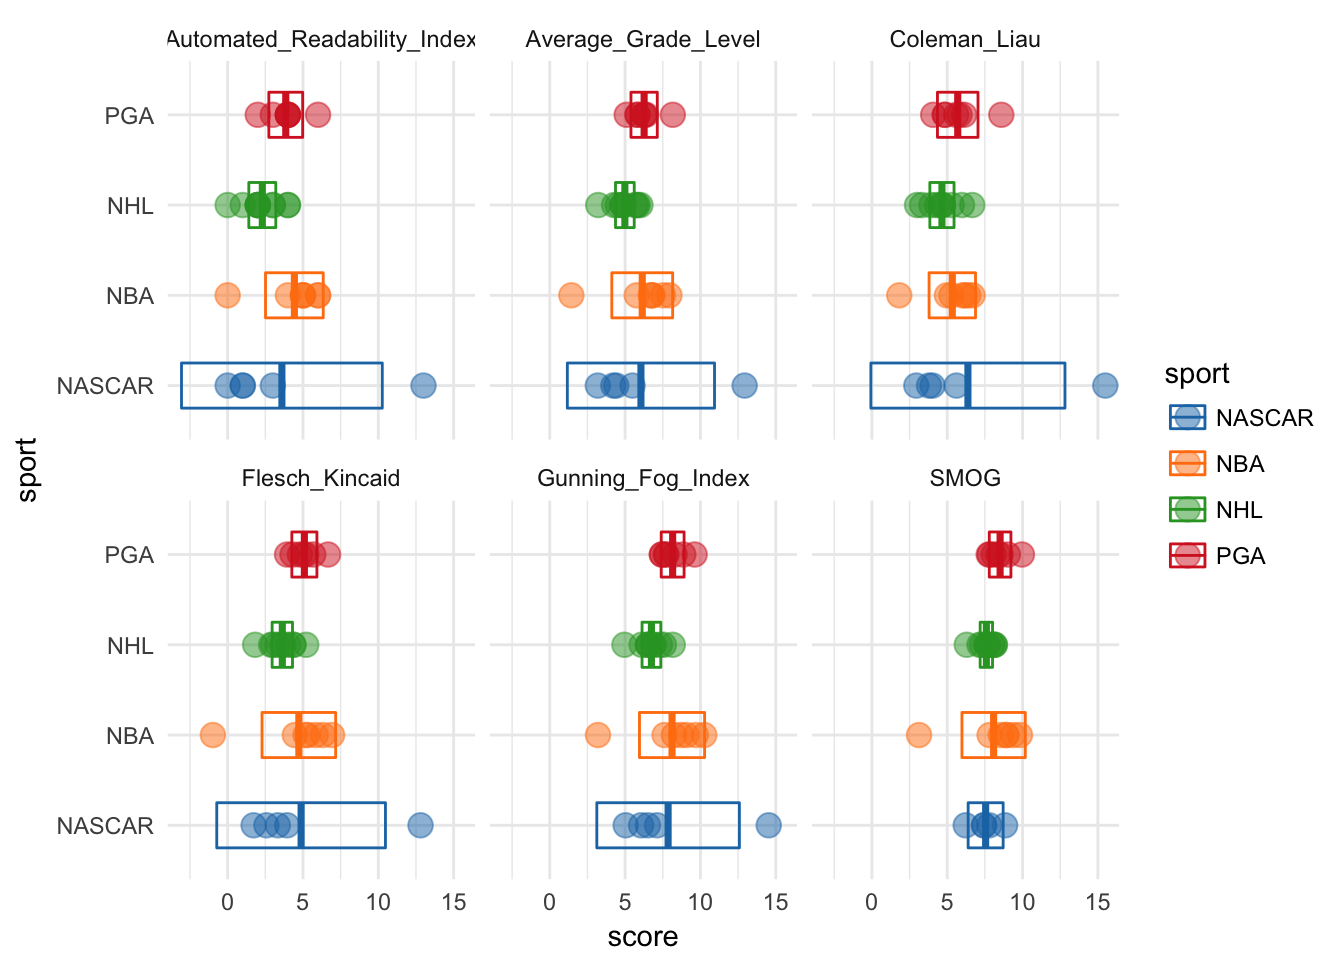 Automated_Readability_Index Average_Grade_Level Coleman_Liau
PGA
NHL
NBA
NASCAR
sport
Flesch_Kincaid Gunning_Fog_Index SMOG
PGA
NHL
NBA
NASCAR
0 5 10 15 0 5 10 15 0 5 10 15
score
sport
NASCAR
NBA
NHL
PGA